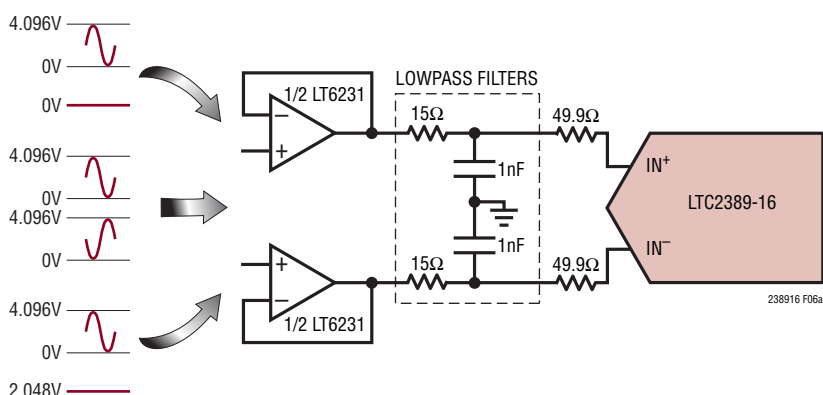 4.096V
0V
0V
4.096V
0V
4.096V
0V
4.096V
0V
2.048V
1/2 LT6231
−
+
LOWPASS FILTERS
15Ω
49.9Ω
1nF
IN+
LTC2389-16
1nF
IN−
+
−
15Ω
49.9Ω
1/2 LT6231
238916 F06a